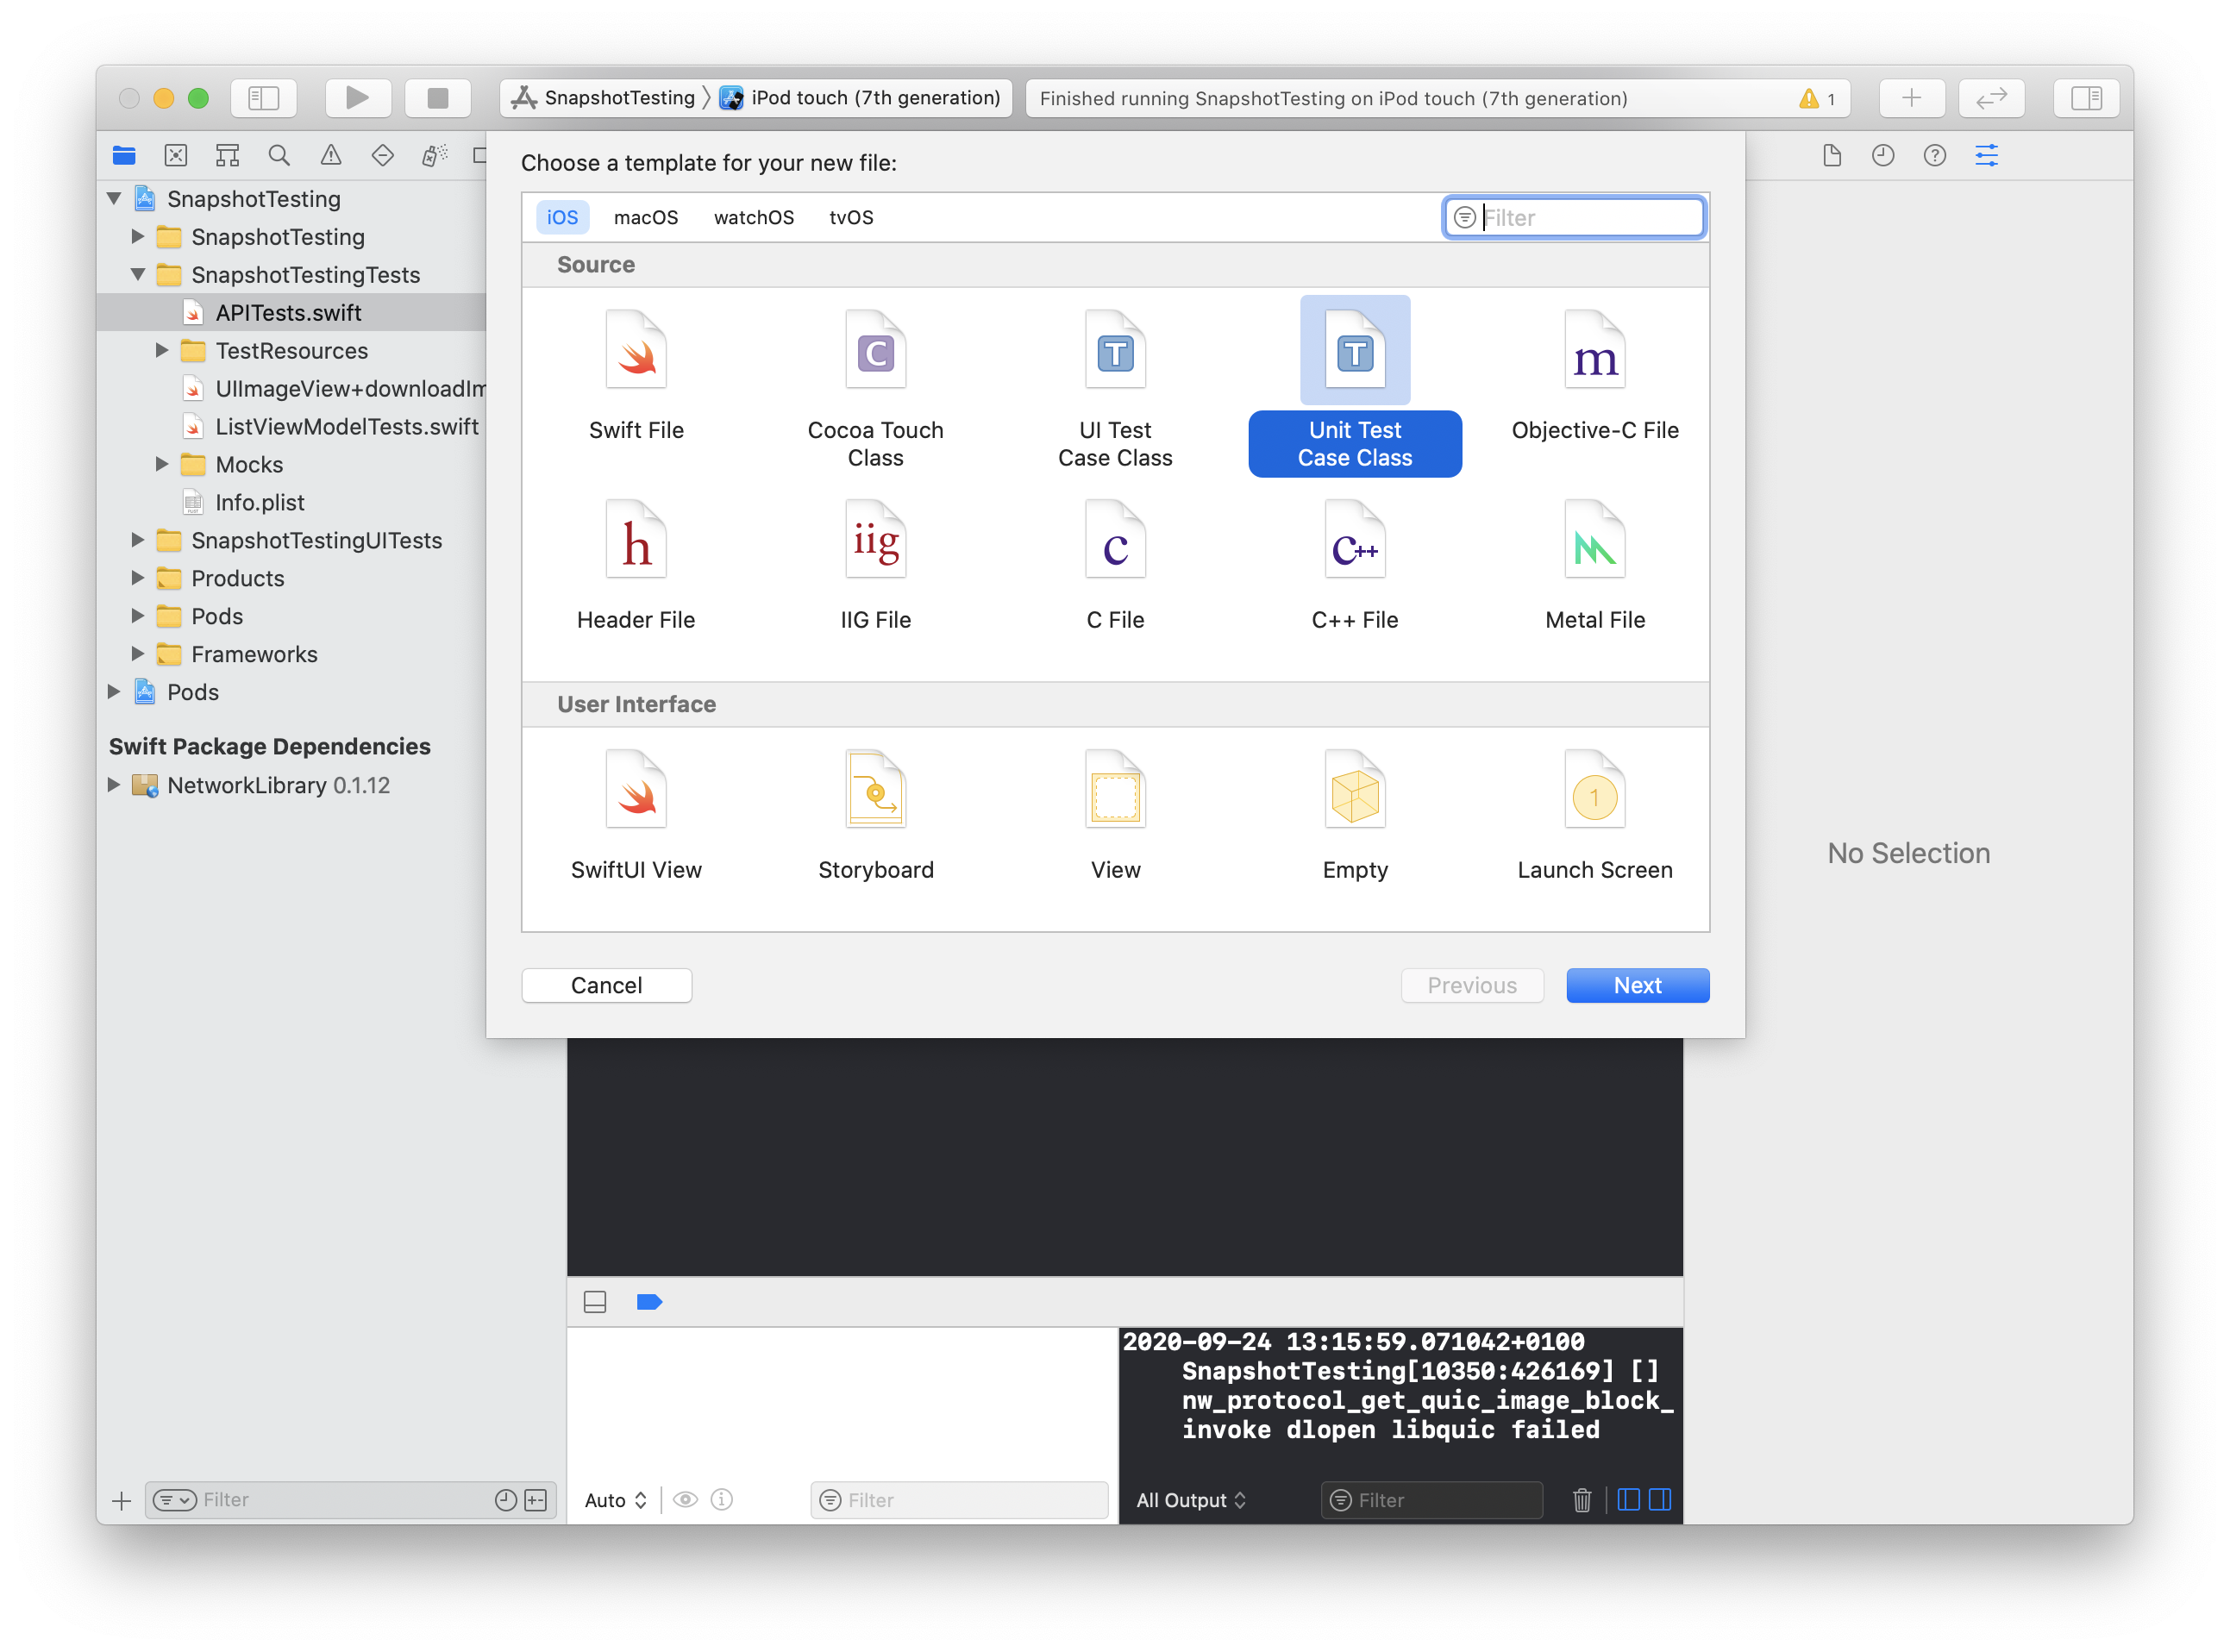 SnapshotTesting
iPod touch (7th generation)
Finished running SnapshotTesting on iPod touch (7th generation)
1
SnapshotTesting
SnapshotTesting
SnapshotTestingTests
APITests.swift
TestResources
UIImageView+downloadIm
ListViewModelTests.swift
Mocks
Info.plist
SnapshotTestingUITests
Products
Pods
Frameworks
Pods
Swift Package Dependencies
NetworkLibrary 0.1.12
Filter
Choose a template for your new file:
iOS
macOS
watchOS
tvOS
Filter
Source
Swift File
C
Cocoa Touch
Class
T
UI Test
Case Class
T
Unit Test
Case Class
m
Objective-C File
h
Header File
iig
IIG File
c
C File
C++
C++ File
Metal File
User Interface
SwiftUI View
Storyboard
View
Empty
1
Launch Screen
Cancel
Previous
Next
No Selection
Auto
Filter
2020-09-24 13:15:59.071042+0100
SnapshotTesting[10350:426169] []
nw_protocol_get_quic_image_block_
invoke dlopen libquic failed
All Output
Filter